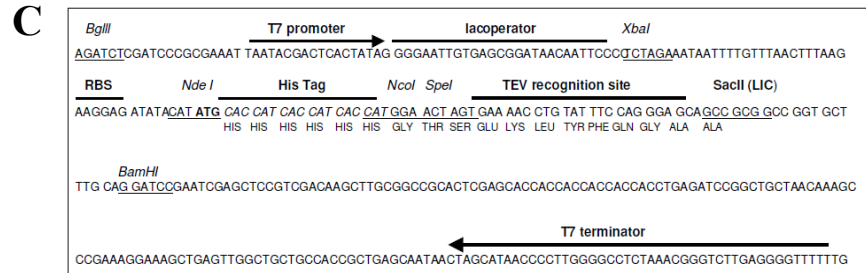 C
BglII T7 promoter lacoperator XbaI
AGATCTCGATCCCGCGAAAT TAATACGACTCACTATAG GGGAATTGTGAGCGGATAACAATTCCCCTCTAGAAATAATTTTGTTTAACTTTAAG
RBS Nde I His Tag NcoI SpeI TEV recognition site SacII (LIC)
AAGGAG ATATACAT ATG CAC CAT CAC CAT CAC CAT GGA ACT AGT GAA AAC CTG TAT TTC CAG GGA GCA GCC GCG GCC GGT GCT
HIS HIS HIS HIS HIS HIS GLY THR SER GLU LYS LEU TYR PHE GLN GLY ALA ALA
BamHI
TTG CAG GATCCGAATCGAGCTCCGTCGACAAGCTTGCGGCCGCACTCGAGCACCACCACCACCACCACCTGAGATCCGGCTGCTAACAAAGC
T7 terminator
CCGAAAGGAAAGCTGAGTTGGCTGCTGCCACCGCTGAGCAATAACTAGCATAACCCCTTGGGGCCTCTAAACGGGTCTTGAGGGGTTTTTTG